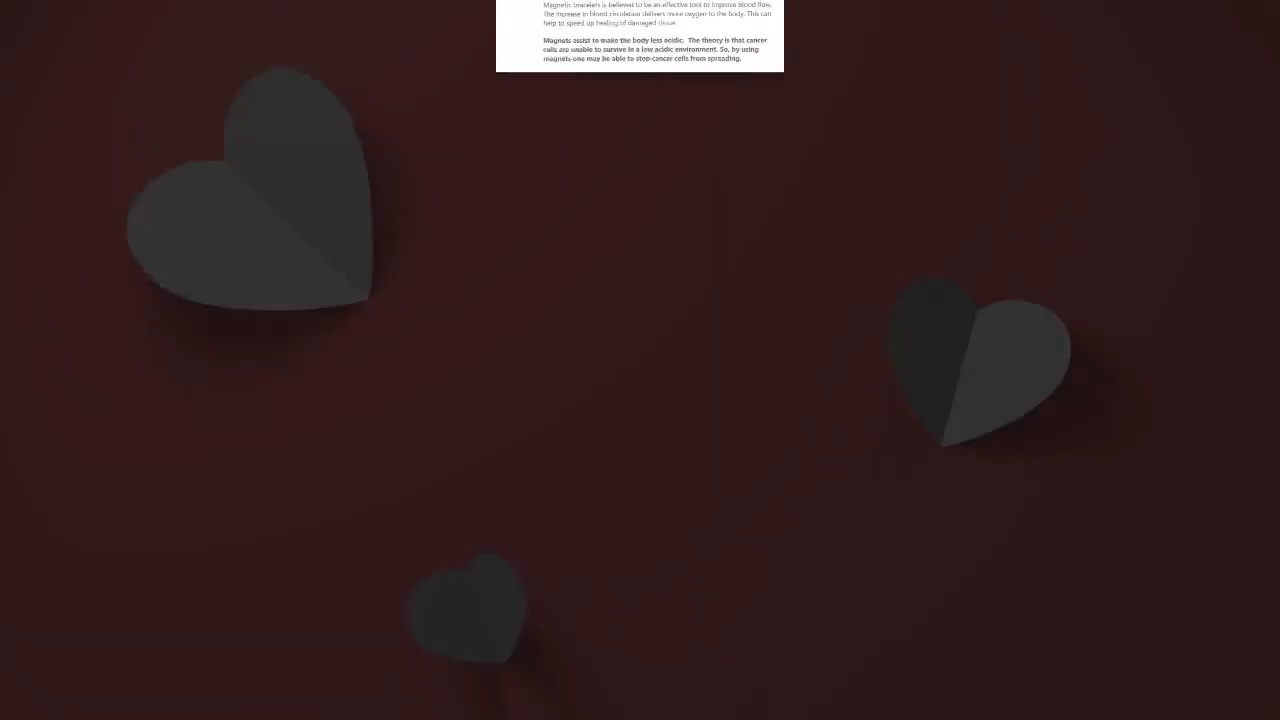 Magnetic bracelets is believed to be an effective tool to improve blood flow.
The increase in blood circulation delivers more oxygen to the body. This can
help to speed up healing of damaged tissue
Magnets assist to make the body less acidic.  The theory is that cancer
cells are unable to survive in a low acidic environment. So, by using
magnets one may be able to stop cancer cells from spreading.